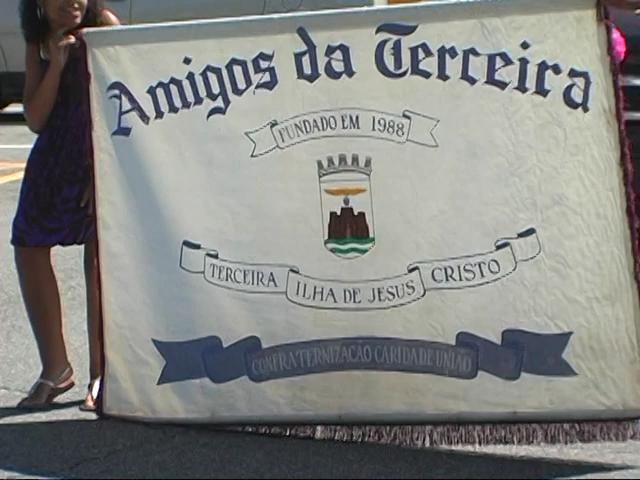 Amigos da Terceira
FUNDADO EM 1988
TERCEIRA ILHA DE JESUS CRISTO
CONFRATERNIZAÇÃO CARIDADE UNIÃO